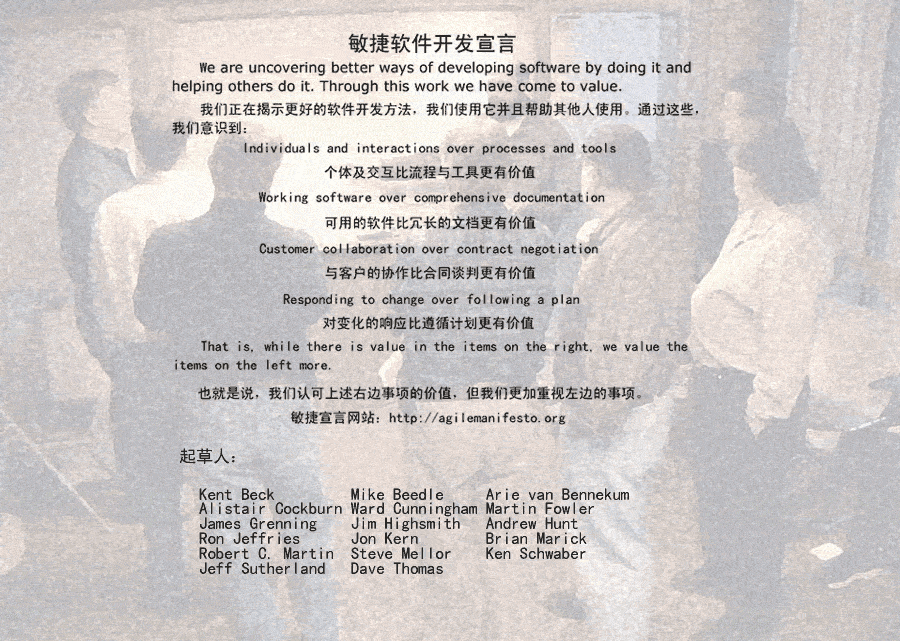 敏捷软件开发宣言
We are uncovering better ways of developing software by doing it and
helping others do it. Through this work we have come to value.
我们正在揭示更好的软件开发方法，我们使用它并且帮助其他人使用。通过这些，
我们意识到：
Individuals and interactions over processes and tools
个体及交互比流程与工具更有价值
Working software over comprehensive documentation
可用的软件比冗长的文档更有价值
Customer collaboration over contract negotiation
与客户的协作比合同谈判更有价值
Responding to change over following a plan
对变化的响应比遵循计划更有价值
That is, while there is value in the items on the right, we value the
items on the left more.
也就是说，我们认可上述右边事项的价值，但我们更加重视左边的事项。
敏捷宣言网站：http://agilemanifesto.org
起草人：
Kent Beck Mike Beedle Arie van Bennekum
Alistair Cockburn Ward Cunningham Martin Fowler
James Grenning Jim Highsmith Andrew Hunt
Ron Jeffries Jon Kern Brian Marick
Robert C. Martin Steve Mellor Ken Schwaber
Jeff Sutherland Dave Thomas